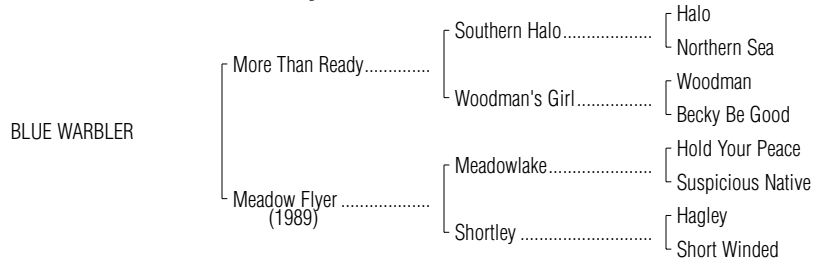 Halo
Southern Halo....................
Northern Sea
More Than Ready..............
Woodman
Woodman's Girl.................
Becky Be Good
BLUE WARBLER
Hold Your Peace
Meadowlake.......................
Suspicious Native
Meadow Flyer ....................
(1989)
Hagley
Shortley .............................
Short Winded